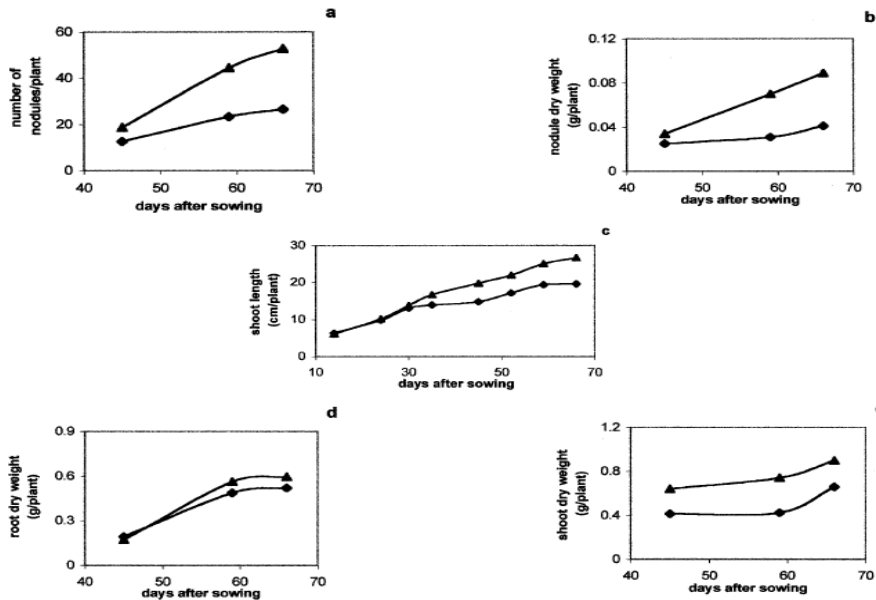 a
number of
nodules/plant
60
40
20
0
40 50 60 70
days after sowing
b
nodule dry weight
(g/plant)
0.12
0.08
0.04
0
40 50 60 70
days after sowing
c
shoot length
(cm/plant)
30
20
10
0
10 30 50 70
days after sowing
d
root dry weight
(g/plant)
0.9
0.6
0.3
0
40 50 60 70
days after sowing
shoot dry weight
(g/plant)
1.2
0.8
0.4
0
40 50 60 70
days after sowing